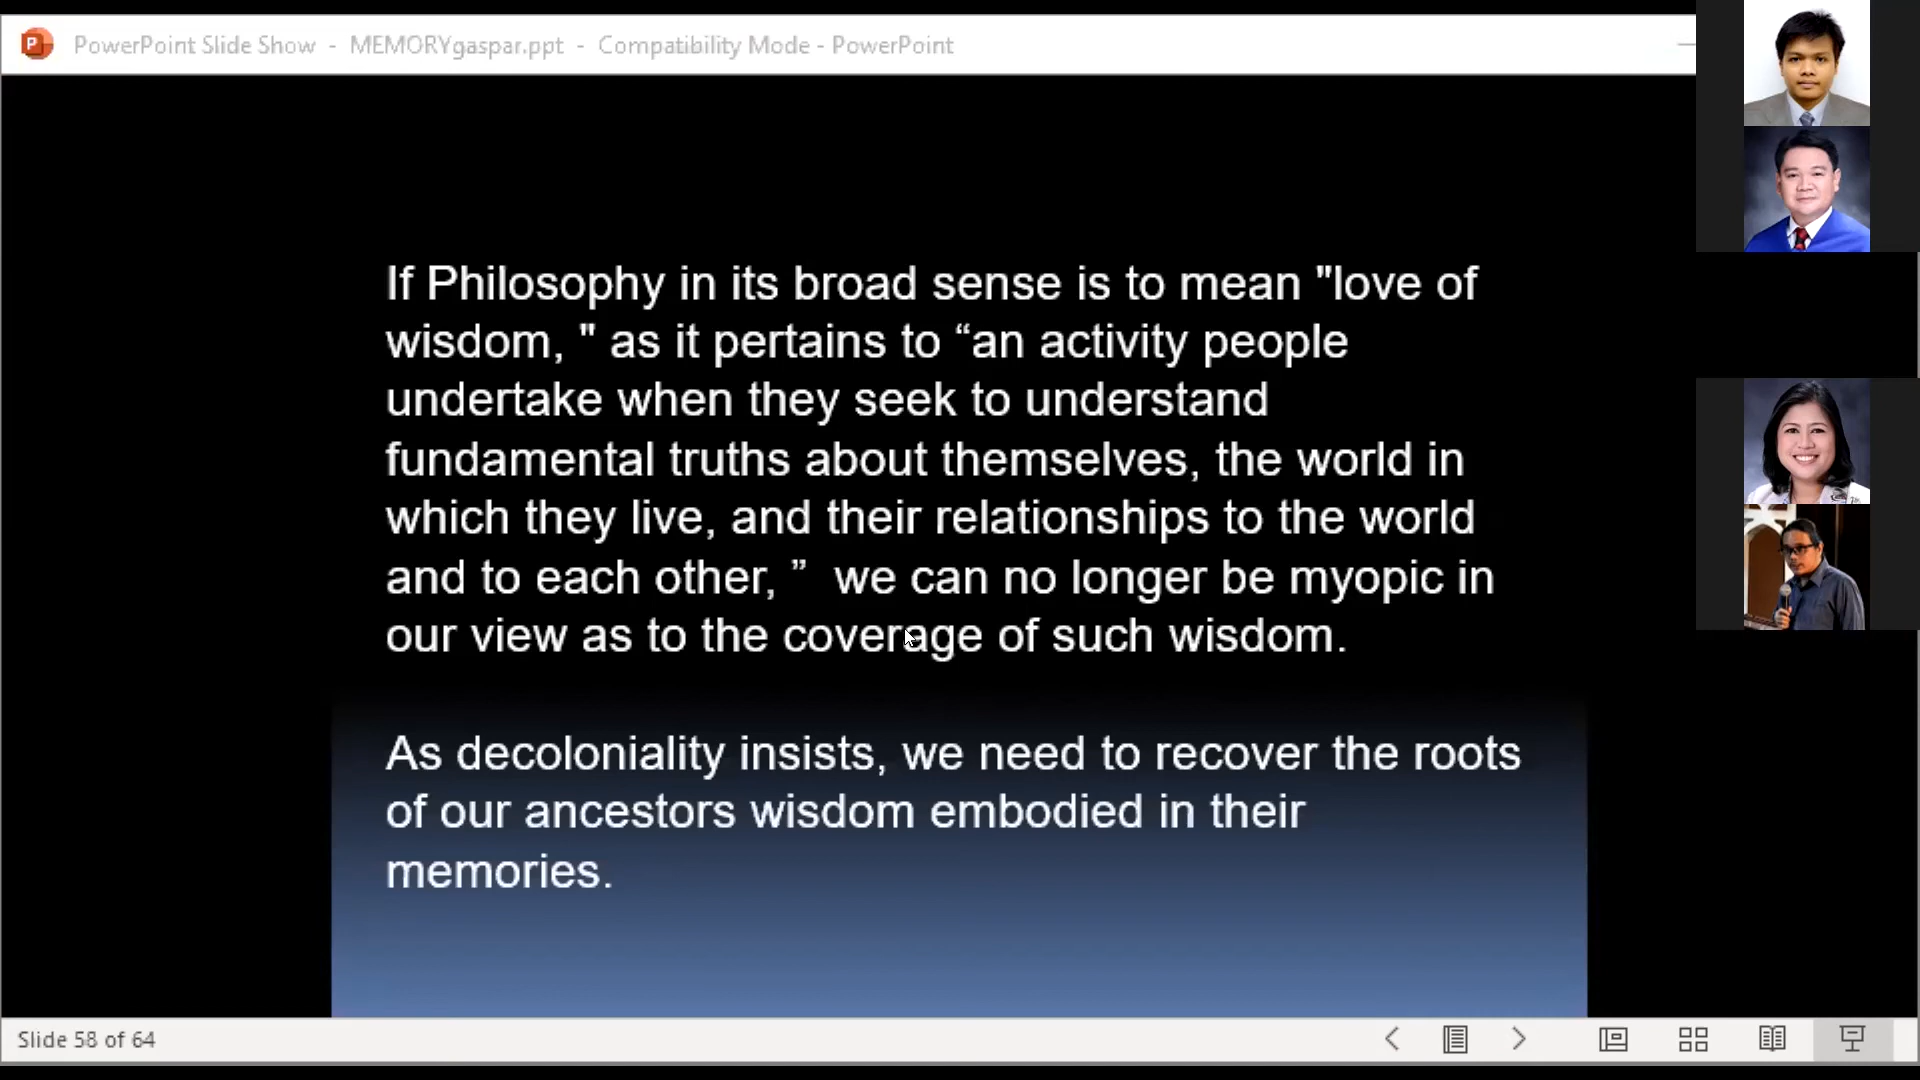 PowerPoint Slide Show - MEMORYgaspar.ppt - Compatibility Mode - PowerPoint
If Philosophy in its broad sense is to mean "love of
wisdom, " as it pertains to “an activity people
undertake when they seek to understand
fundamental truths about themselves, the world in
which they live, and their relationships to the world
and to each other, ” we can no longer be myopic in
our view as to the coverage of such wisdom.
As decoloniality insists, we need to recover the roots
of our ancestors wisdom embodied in their
memories.
Slide 58 of 64